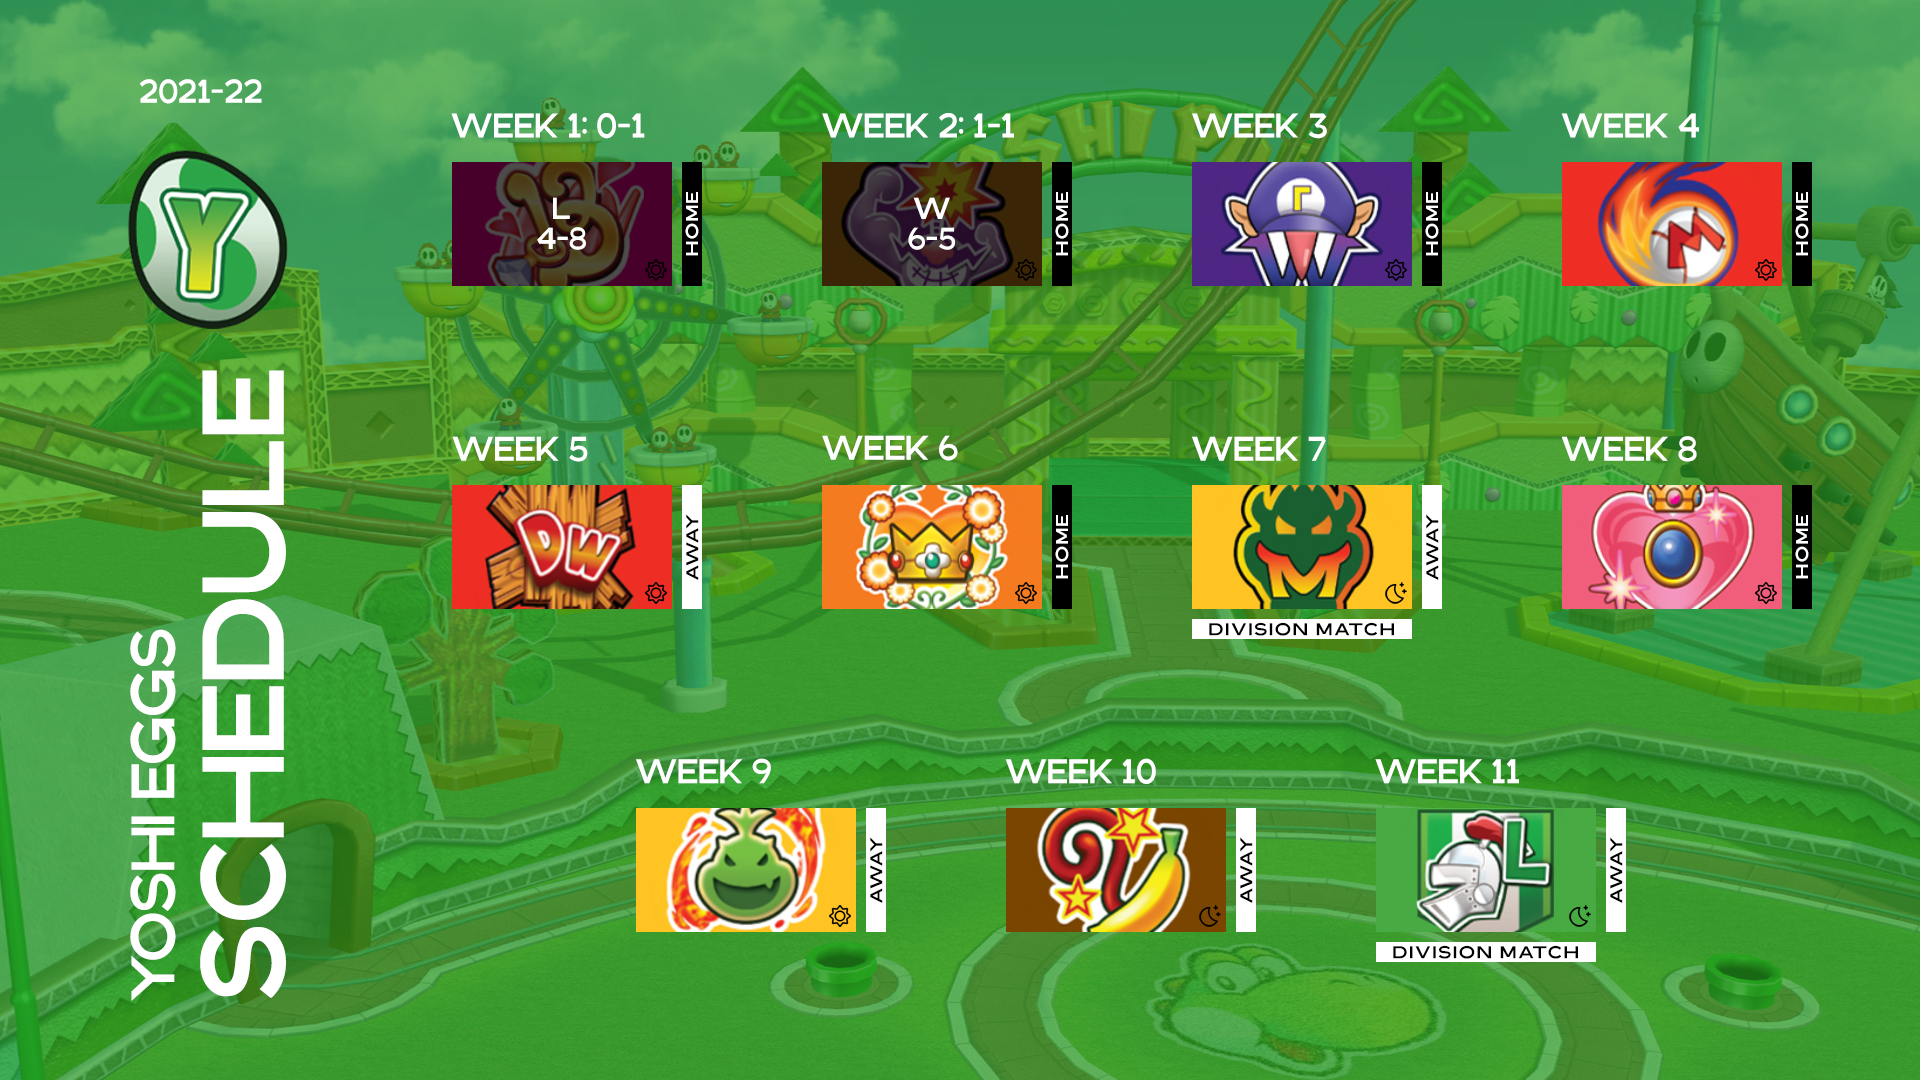 2021-22
Y
YOSHI EGGS
SCHEDULE
WEEK 1: 0-1
L
4-8
HOME
WEEK 2: 1-1
W
6-5
HOME
WEEK 3
HOME
WEEK 4
M
HOME
WEEK 5
DW
AWAY
WEEK 6
HOME
WEEK 7
M
AWAY
DIVISION MATCH
WEEK 8
HOME
WEEK 9
AWAY
WEEK 10
AWAY
WEEK 11
L
AWAY
DIVISION MATCH